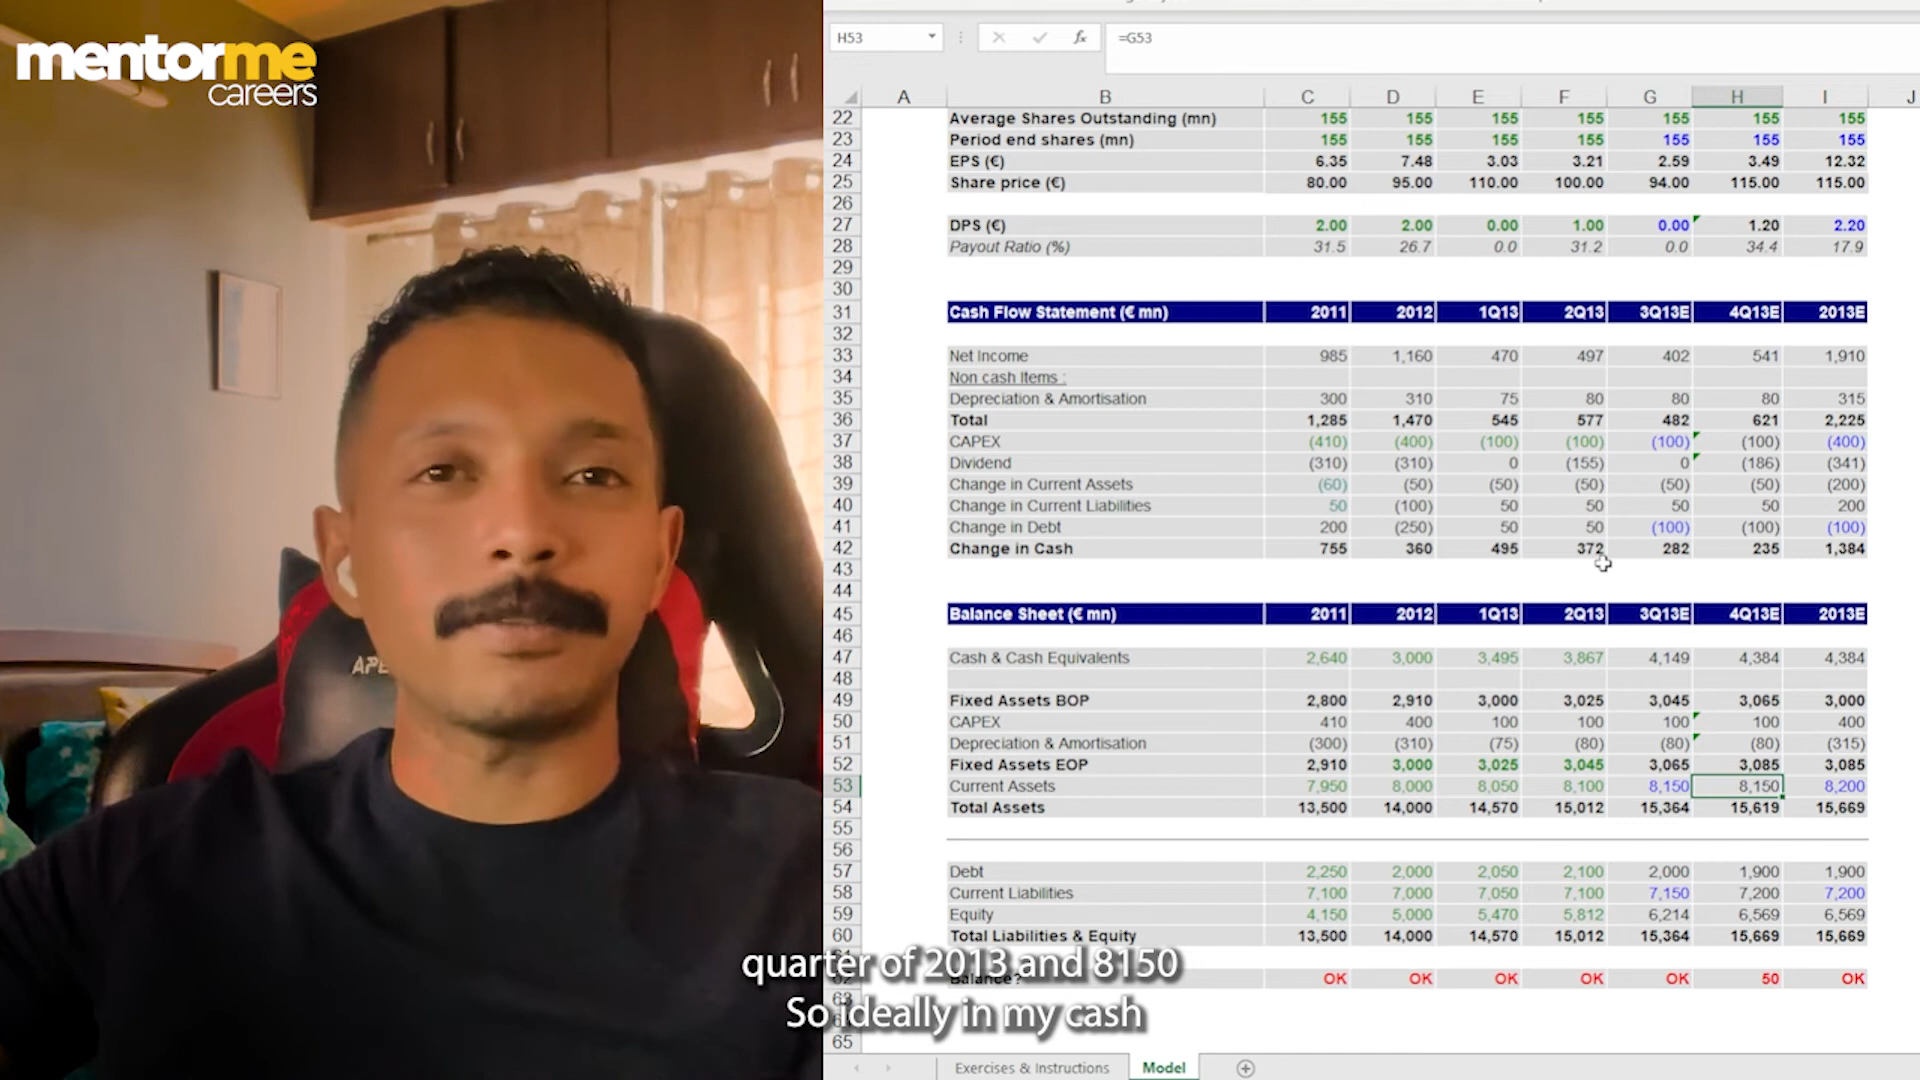 mentorme
careers
H53 fx =G53
A B C D E F G H I J
22 Average Shares Outstanding (mn) 155 155 155 155 155 155 155
23 Period end shares (mn) 155 155 155 155 155 155 155
24 EPS (€) 6.35 7.48 3.03 3.21 2.59 3.49 12.32
25 Share price (€) 80.00 95.00 110.00 100.00 94.00 115.00 115.00
26
27 DPS (€) 2.00 2.00 0.00 1.00 0.00 1.20 2.20
28 Payout Ratio (%) 31.5 26.7 0.0 31.2 0.0 34.4 17.9
29
30
31 Cash Flow Statement (€ mn) 2011 2012 1Q13 2Q13 3Q13E 4Q13E 2013E
32
33 Net Income 985 1,160 470 497 402 541 1,910
34 Non cash Items :
35 Depreciation & Amortisation 300 310 75 80 80 80 315
36 Total 1,285 1,470 545 577 482 621 2,225
37 CAPEX (410) (400) (100) (100) (100) (100) (400)
38 Dividend (310) (310) 0 (155) 0 (186) (341)
39 Change in Current Assets (60) (50) (50) (50) (50) (50) (200)
40 Change in Current Liabilities 50 (100) 50 50 50 50 200
41 Change in Debt 200 (250) 50 50 (100) (100) (100)
42 Change in Cash 755 360 495 372 282 235 1,384
43
44
45 Balance Sheet (€ mn) 2011 2012 1Q13 2Q13 3Q13E 4Q13E 2013E
46
47 Cash & Cash Equivalents 2,640 3,000 3,495 3,867 4,149 4,384 4,384
48
49 Fixed Assets BOP 2,800 2,910 3,000 3,025 3,045 3,065 3,000
50 CAPEX 410 400 100 100 100 100 400
51 Depreciation & Amortisation (300) (310) (75) (80) (80) (80) (315)
52 Fixed Assets EOP 2,910 3,000 3,025 3,045 3,065 3,085 3,085
53 Current Assets 7,950 8,000 8,050 8,100 8,150 8,150 8,200
54 Total Assets 13,500 14,000 14,570 15,012 15,364 15,619 15,669
55
56
57 Debt 2,250 2,000 2,050 2,100 2,000 1,900 1,900
58 Current Liabilities 7,100 7,000 7,050 7,100 7,150 7,200 7,200
59 Equity 4,150 5,000 5,470 5,812 6,214 6,569 6,569
60 Total Liabilities & Equity 13,500 14,000 14,570 15,012 15,364 15,669 15,669
quarter of 2013 and 8150
62 Balance? OK OK OK OK OK 50 OK
63
So ideally in my cash
65
Exercises & Instructions Model
APE